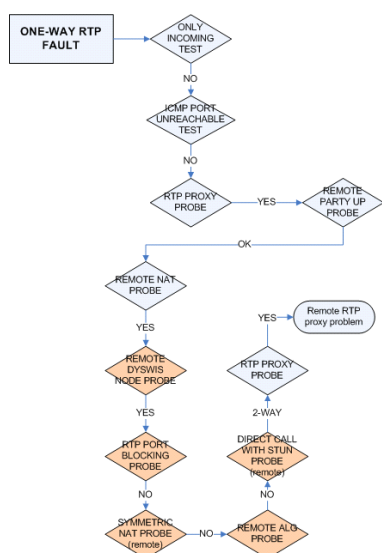 ONE-WAY RTP
FAULT
ONLY
INCOMING
TEST
NO
ICMP PORT
UNREACHABLE
TEST
NO
RTP PROXY
PROBE
YES
REMOTE
PARTY UP
PROBE
OK
REMOTE NAT
PROBE
YES
REMOTE
DYSWIS
NODE PROBE
YES
RTP PORT
BLOCKING
PROBE
NO
SYMMETRIC
NAT PROBE
(remote)
NO
REMOTE ALG
PROBE
NO
DIRECT CALL
WITH STUN
PROBE
(remote)
2-WAY
RTP PROXY
PROBE
YES
Remote RTP
proxy problem